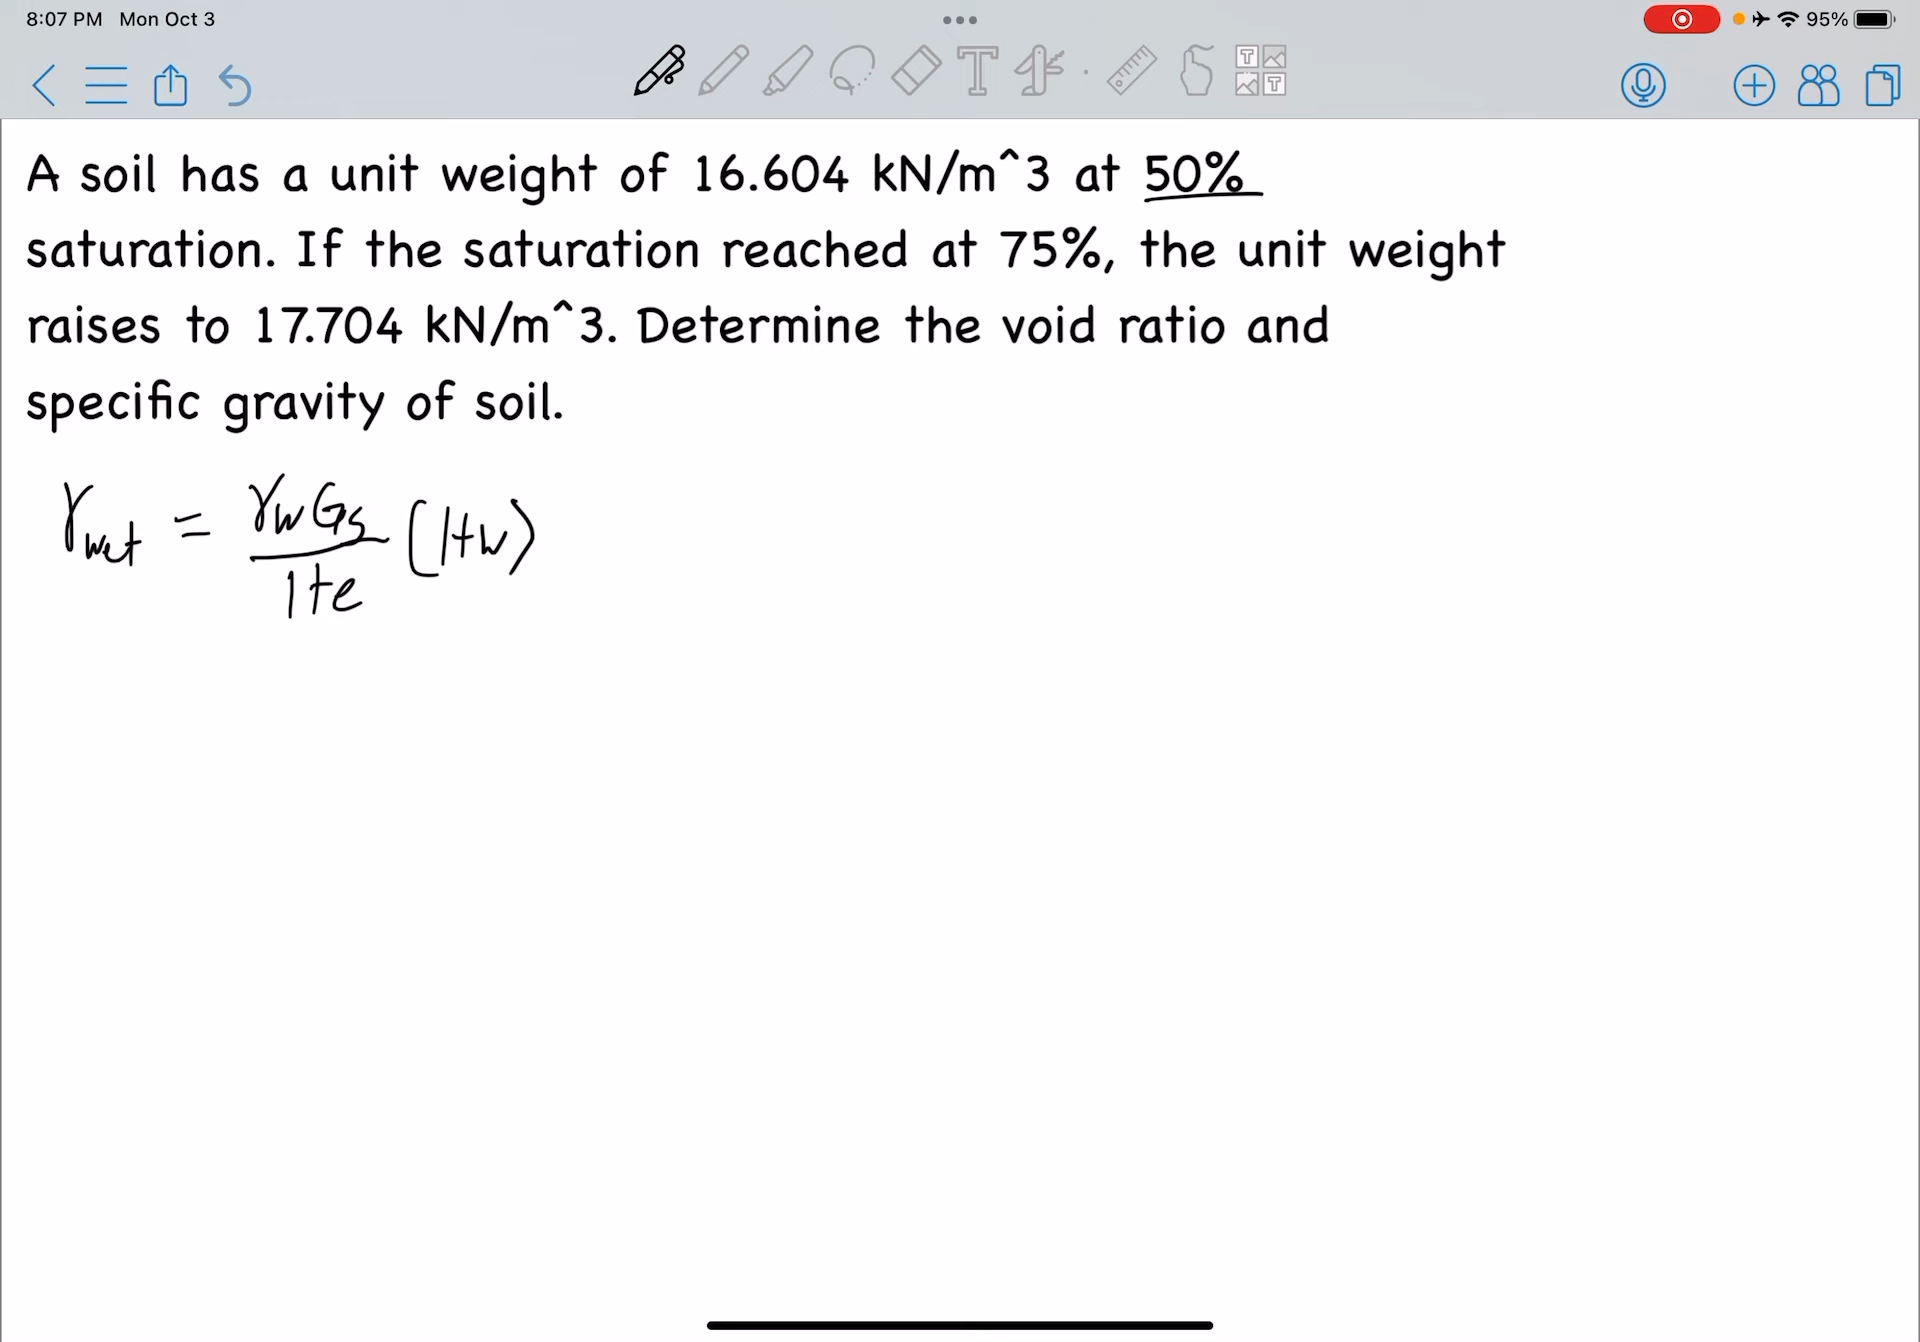 8:07 PM Mon Oct 3
95%
A soil has a unit weight of 16.604 kN/m^3 at 50%
saturation. If the saturation reached at 75%, the unit weight
raises to 17.704 kN/m^3. Determine the void ratio and
specific gravity of soil.
γwet = γwGs / 1+e (1+w)